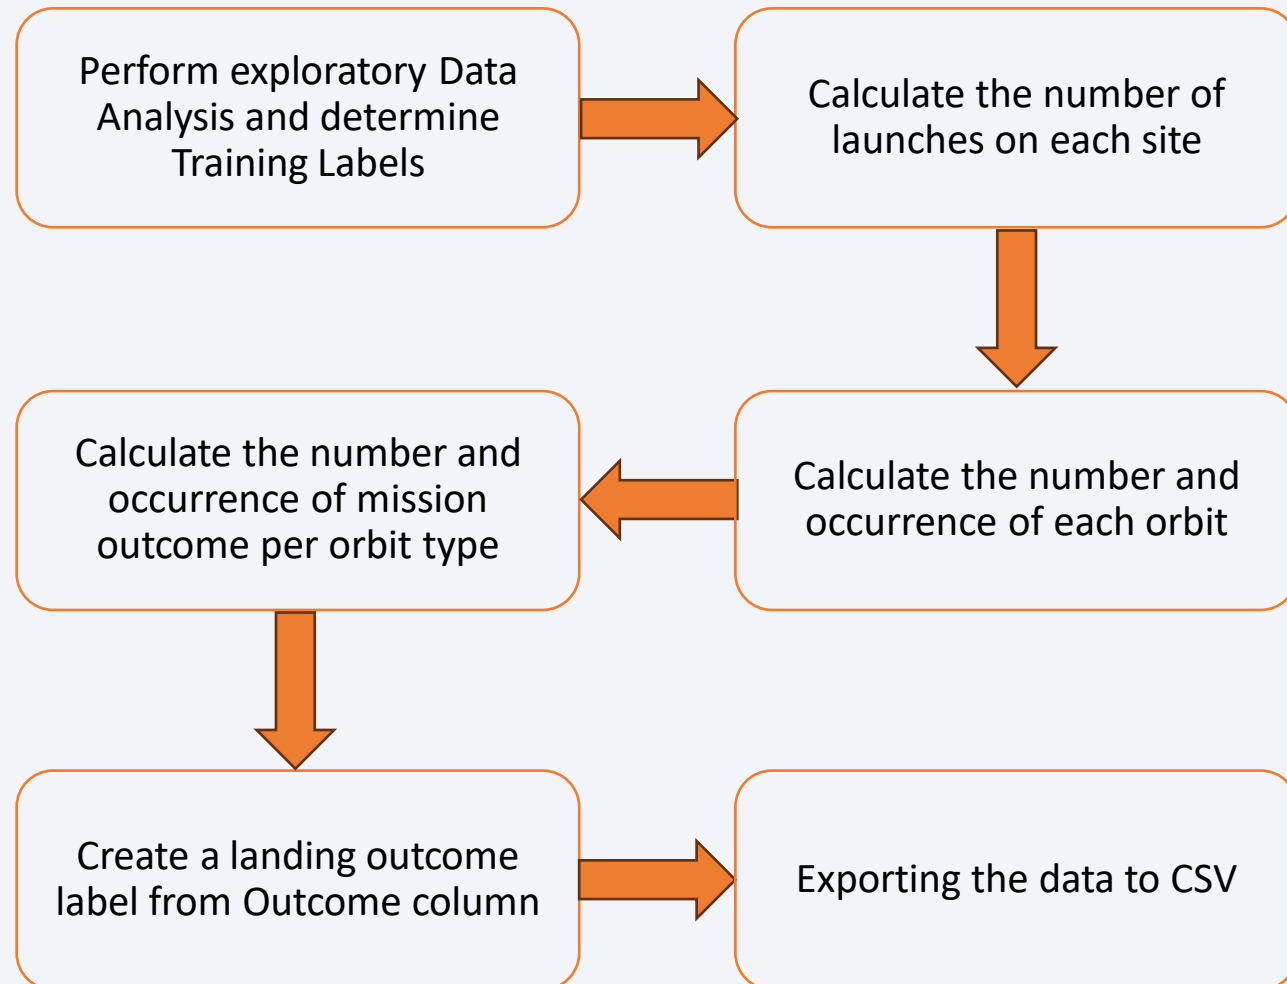 Perform exploratory Data
Analysis and determine
Training Labels
Calculate the number of
launches on each site
Calculate the number and
occurrence of each orbit
Calculate the number and
occurrence of mission
outcome per orbit type
Create a landing outcome
label from Outcome column
Exporting the data to CSV